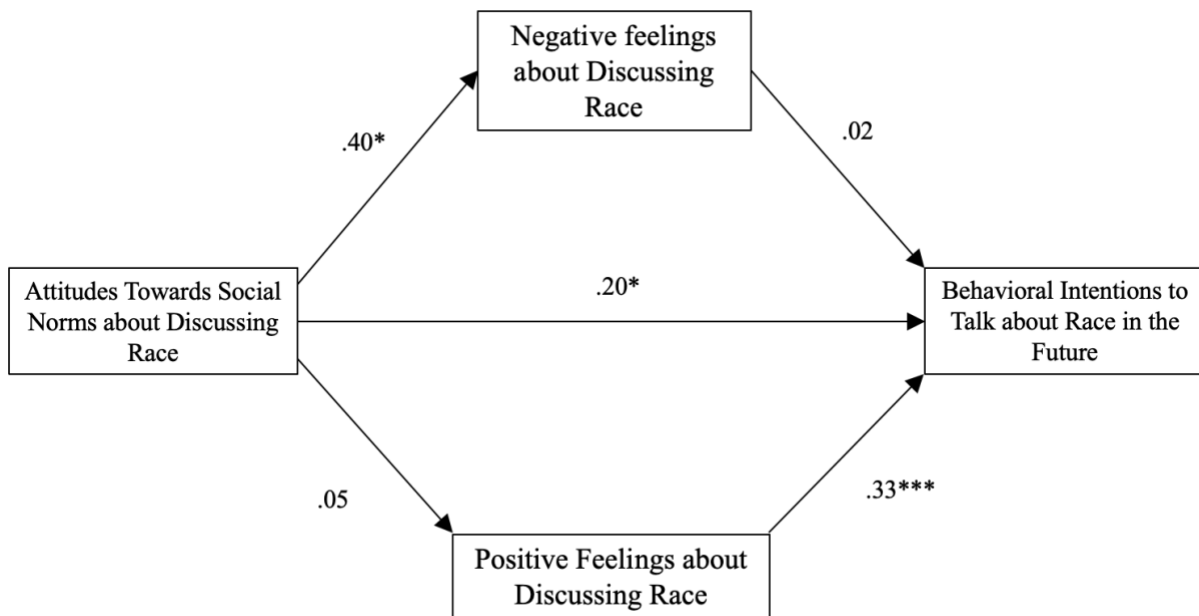 Negative feelings
about Discussing
Race
.40*
.02
Attitudes Towards Social
Norms about Discussing
Race
.20*
Behavioral Intentions to
Talk about Race in the
Future
.05
.33***
Positive Feelings about
Discussing Race